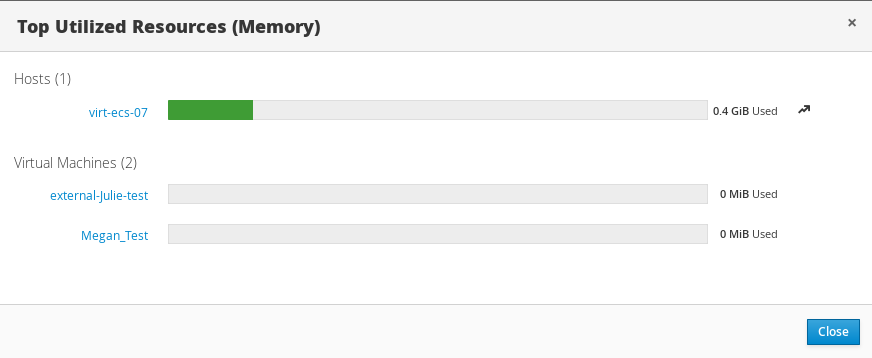 Top Utilized Resources (Memory)
×
Hosts (1)
virt-ecs-07 0.4 GiB Used
Virtual Machines (2)
external-Julie-test 0 MiB Used
Megan_Test 0 MiB Used
Close